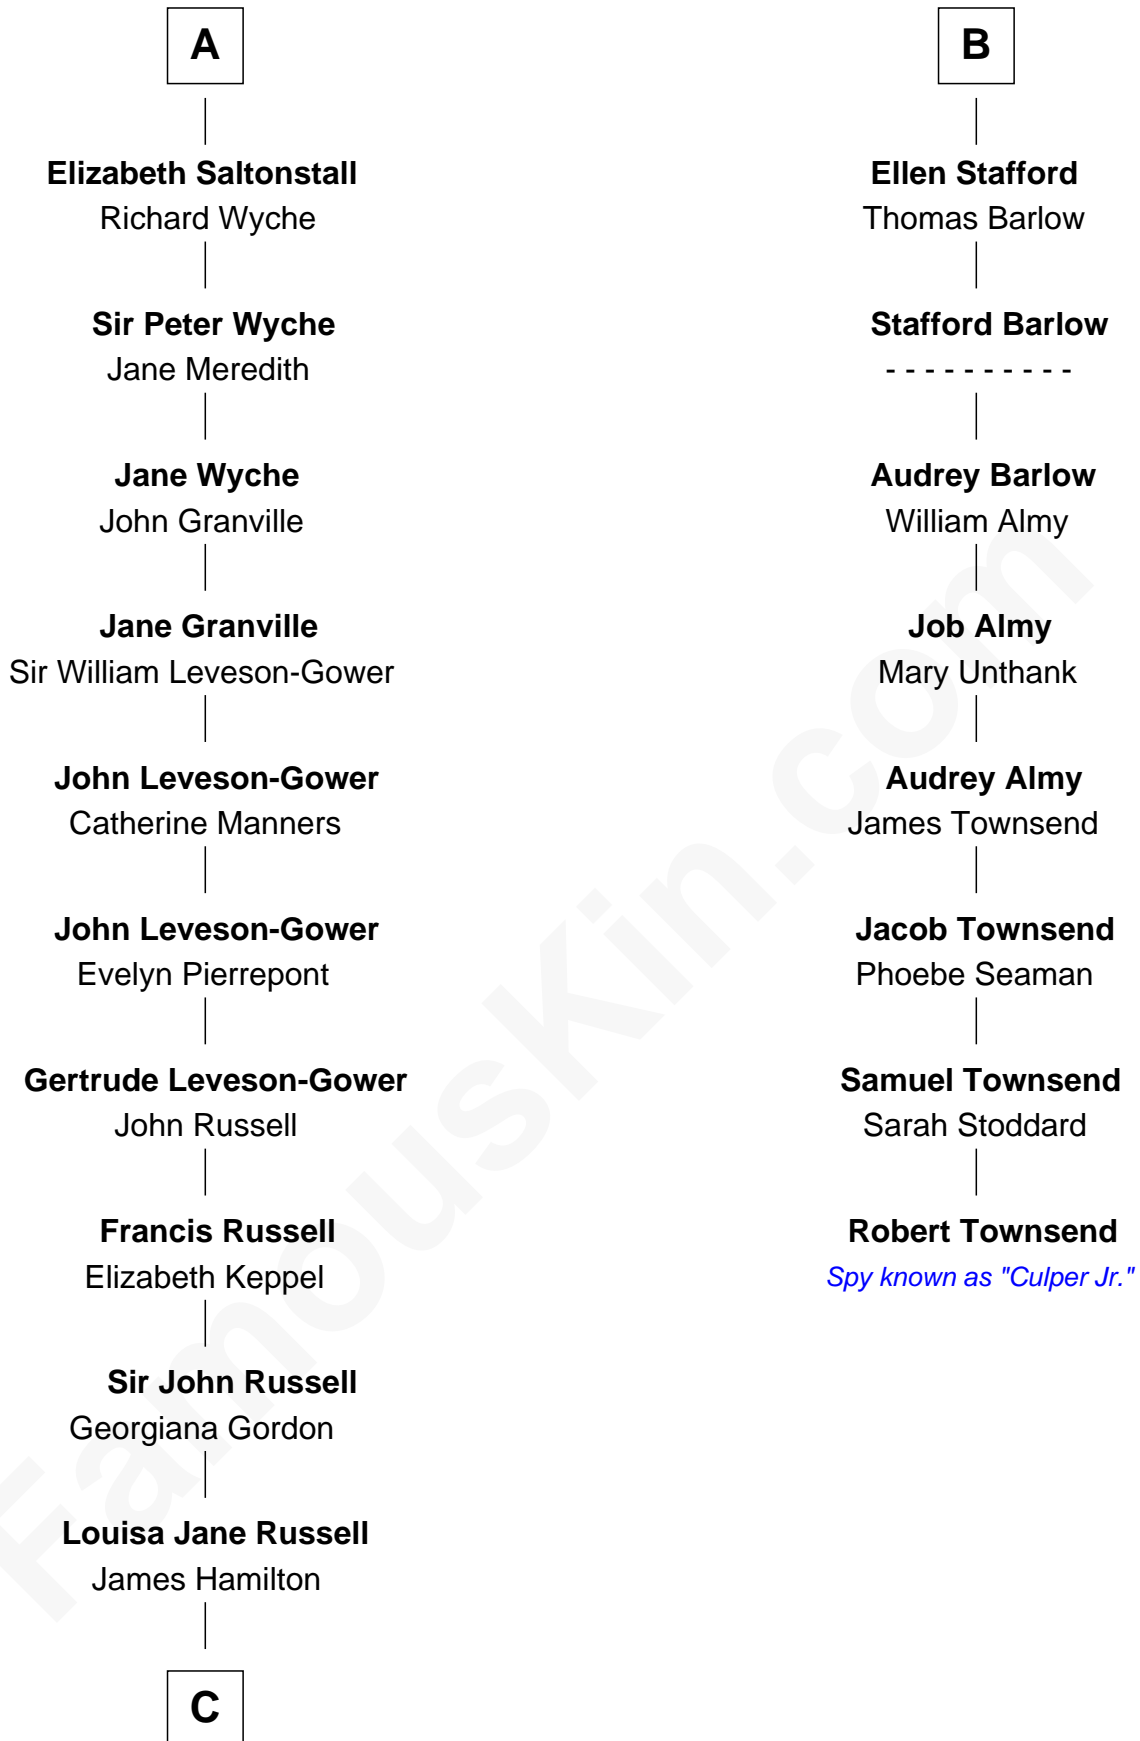 A
Elizabeth Saltonstall
Richard Wyche
Sir Peter Wyche
Jane Meredith
Jane Wyche
John Granville
Jane Granville
Sir William Leveson-Gower
John Leveson-Gower
Catherine Manners
John Leveson-Gower
Evelyn Pierrepont
Gertrude Leveson-Gower
John Russell
Francis Russell
Elizabeth Keppel
Sir John Russell
Georgiana Gordon
Louisa Jane Russell
James Hamilton
C
B
Ellen Stafford
Thomas Barlow
Stafford Barlow
- - - - - - - - - -
Audrey Barlow
William Almy
Job Almy
Mary Unthank
Audrey Almy
James Townsend
Jacob Townsend
Phoebe Seaman
Samuel Townsend
Sarah Stoddard
Robert Townsend
Spy known as "Culper Jr."
FamousKin.com